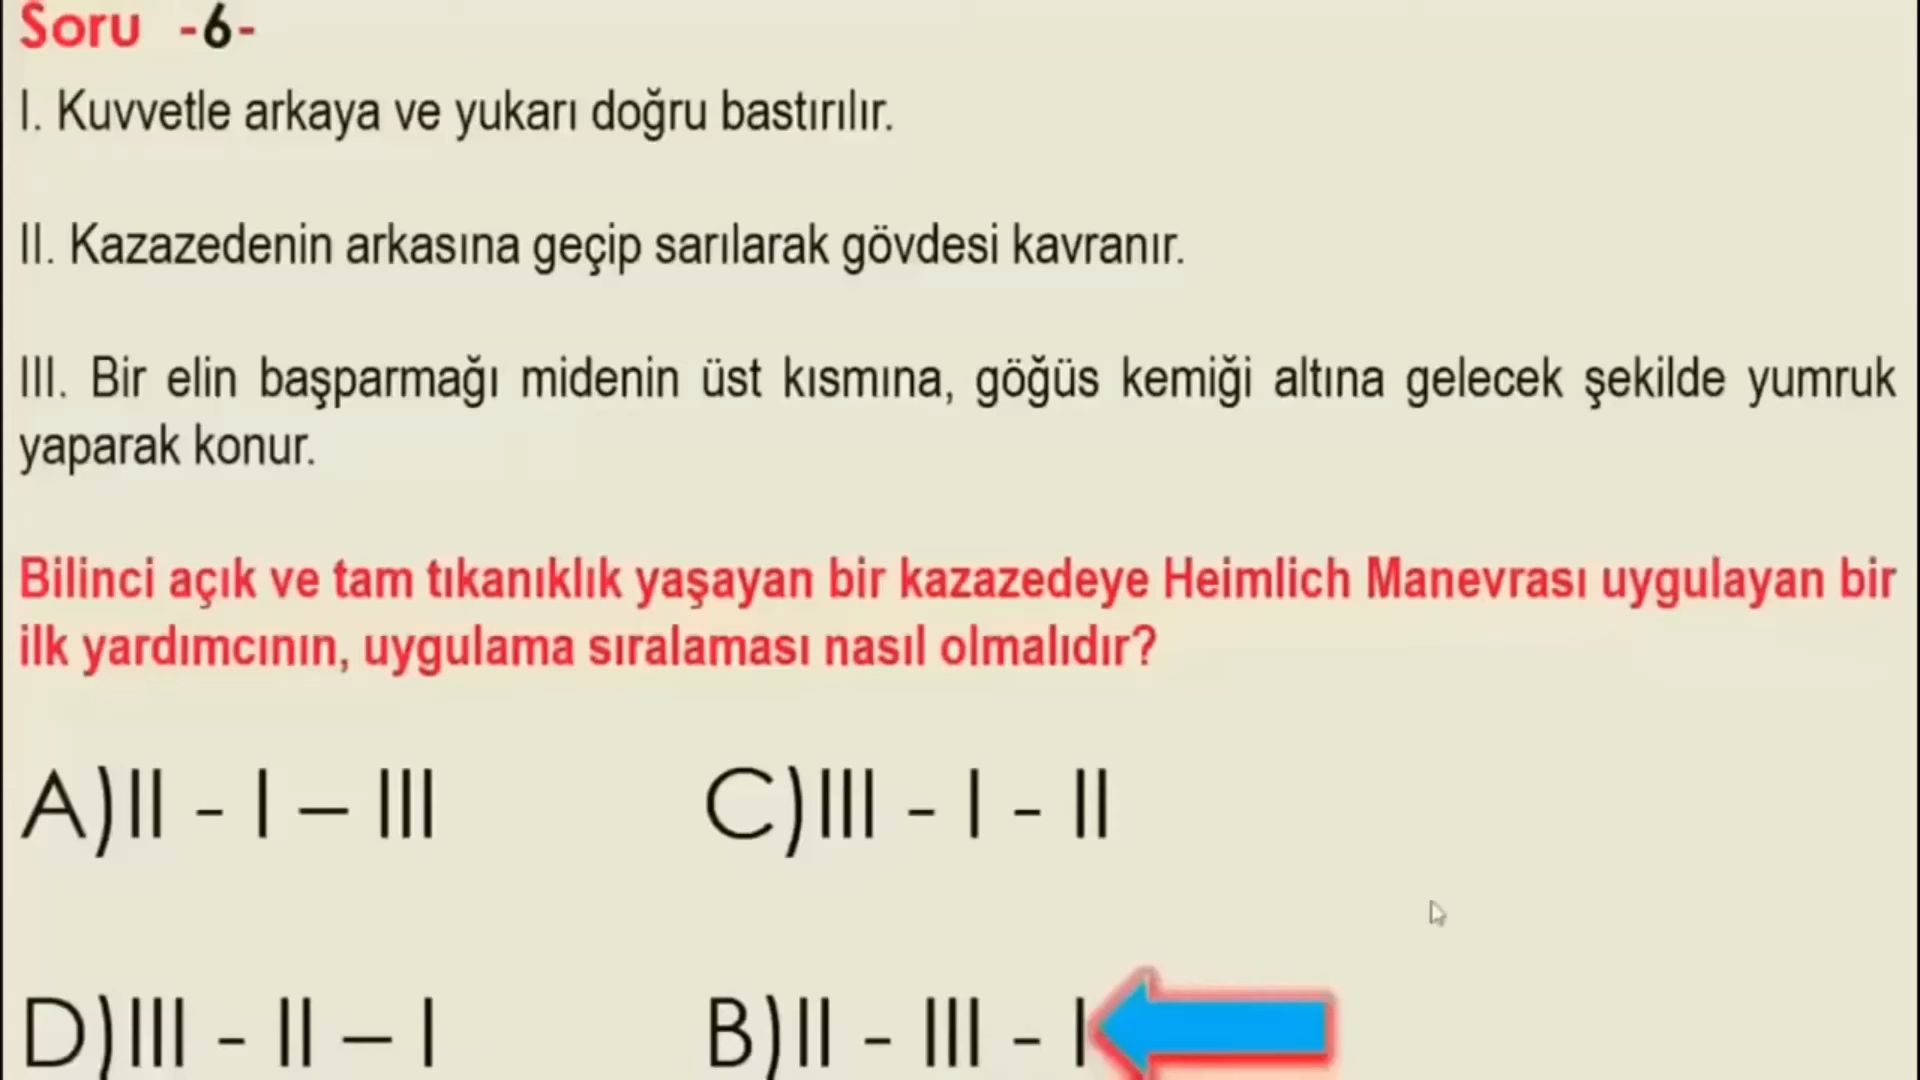 Soru -6-
I. Kuvvetle arkaya ve yukarı doğru bastırılır.
II. Kazazedenin arkasına geçip sarılarak gövdesi kavranır.
III. Bir elin başparmağı midenin üst kısmına, göğüs kemiği altına gelecek şekilde yumruk
yaparak konur.
Bilinci açık ve tam tıkanıklık yaşayan bir kazazedeye Heimlich Manevrası uygulayan bir
ilk yardımcının, uygulama sıralaması nasıl olmalıdır?
A)II - I – III
C)III - I - II
D)III - II – I
B)II - III - I